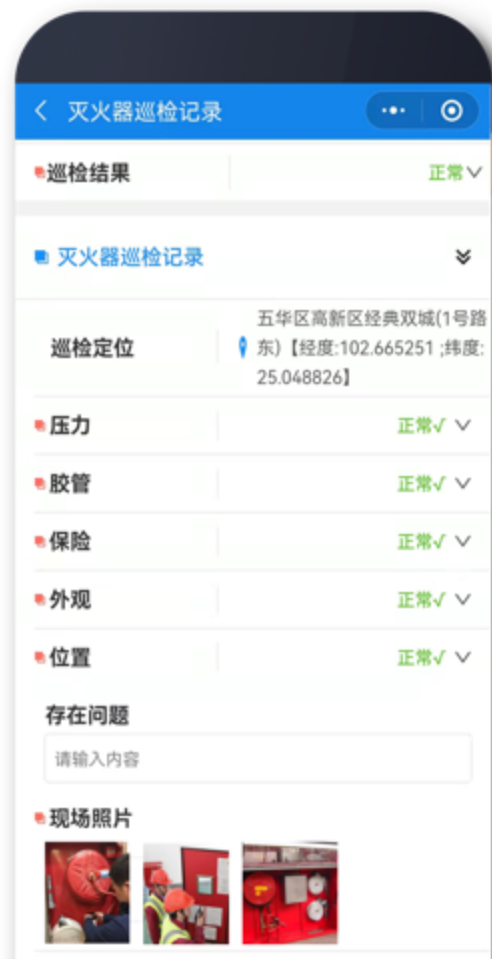 灭火器巡检记录
巡检结果 正常
灭火器巡检记录
巡检定位
五华区高新区经典双城(1号路
东)【经度:102.665251 ;纬度:
25.048826】
压力 正常√
胶管 正常√
保险 正常√
外观 正常√
位置 正常√
存在问题
请输入内容
现场照片